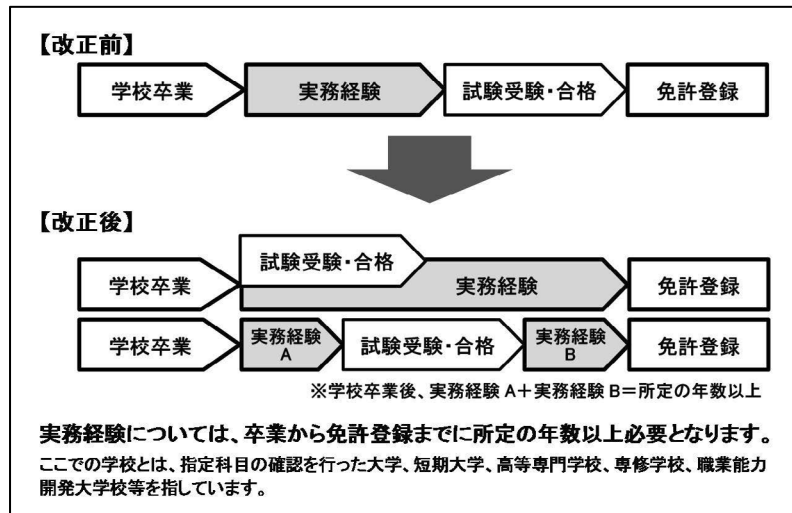 【改正前】
学校卒業 実務経験 試験受験・合格 免許登録
【改正後】
試験受験・合格
学校卒業 実務経験 免許登録
学校卒業 実務経験A 試験受験・合格 実務経験B 免許登録
※学校卒業後、実務経験A+実務経験B=所定の年数以上
実務経験については、卒業から免許登録までに所定の年数以上必要となります。
ここでの学校とは、指定科目の確認を行った大学、短期大学、高等専門学校、専修学校、職業能力
開発大学校等を指しています。